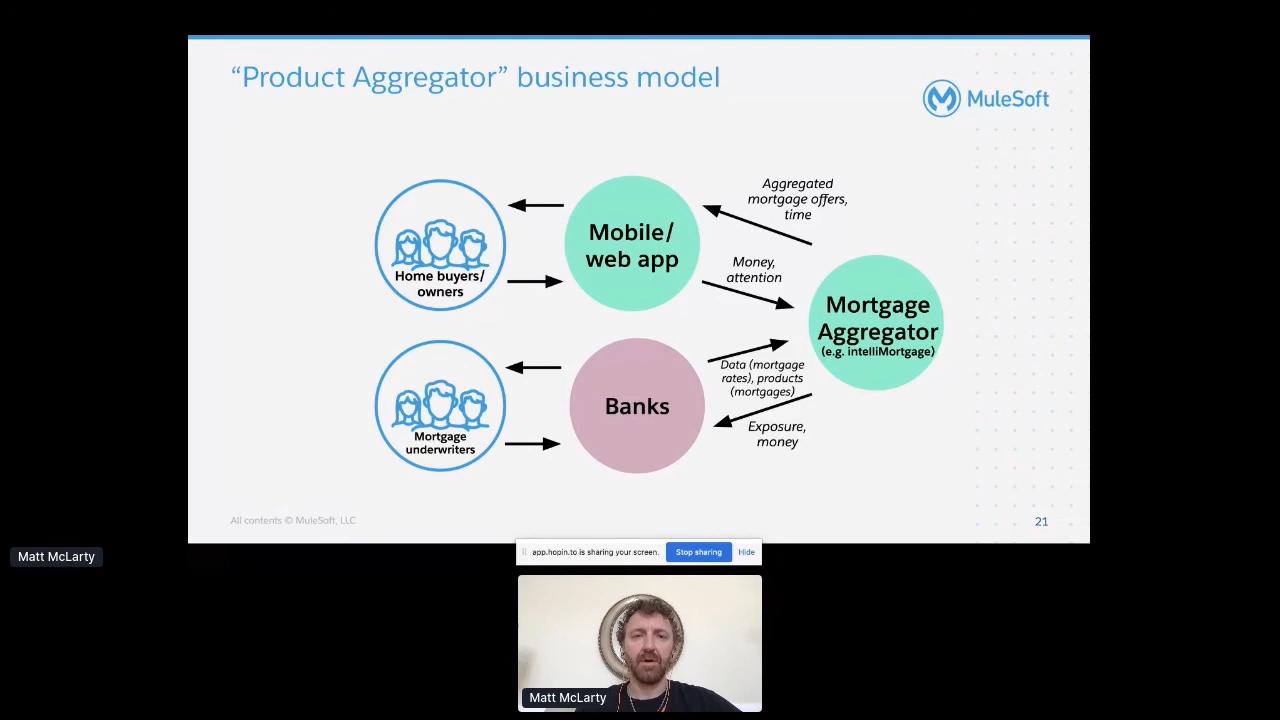 “Product Aggregator” business model
MuleSoft
Aggregated
mortgage offers,
time
Mobile/
web app
Home buyers/
owners
Money,
attention
Mortgage
Aggregator
(e.g. intelliMortgage)
Data (mortgage
rates), products
(mortgages)
Banks
Exposure,
money
Mortgage
underwriters
All contents © MuleSoft, LLC
21
Matt McLarty
app.hopin.to is sharing your screen.
Stop sharing
Hide
Matt McLarty